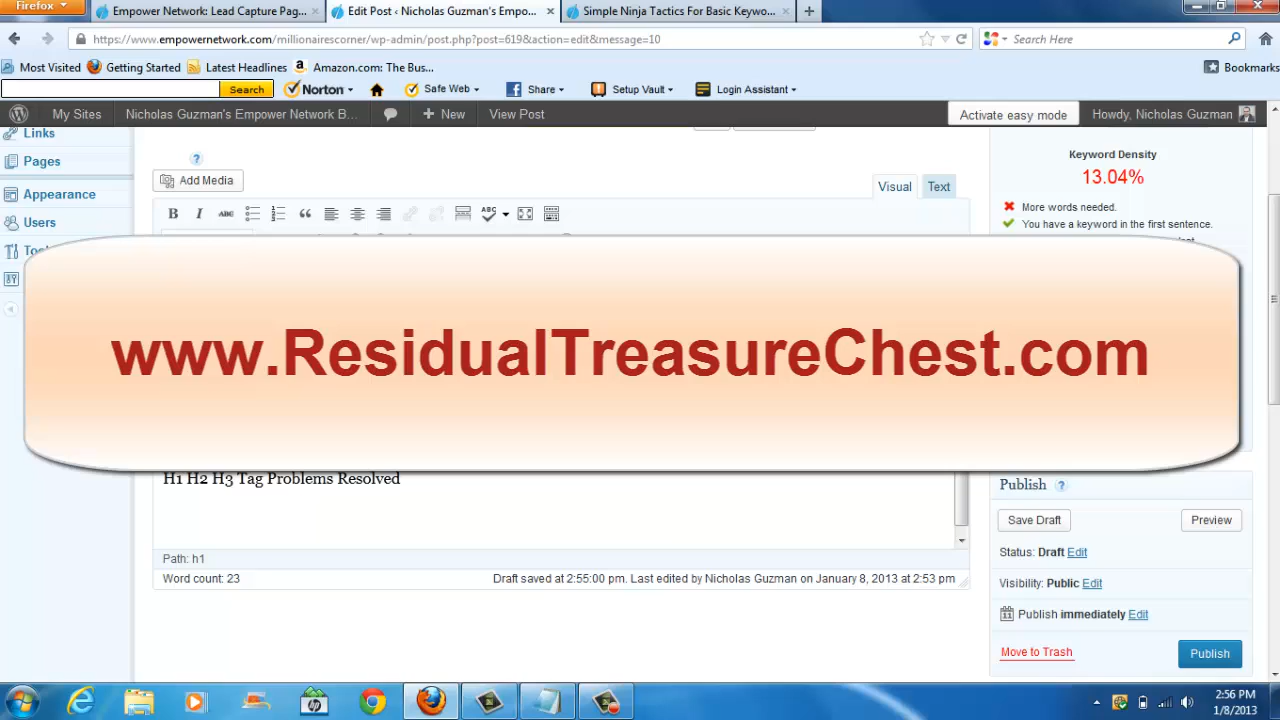 Firefox
Empower Network: Lead Capture Pag...
Edit Post ‹ Nicholas Guzman's Empo...
Simple Ninja Tactics For Basic Keywo...
https://www.empowernetwork.com/millionairescorner/wp-admin/post.php?post=619&action=edit&message=10
Search Here
Most Visited
Getting Started
Latest Headlines
Amazon.com: The Bus...
Bookmarks
Search
Norton
Safe Web
Share
Setup Vault
Login Assistant
My Sites
Nicholas Guzman's Empower Network B...
+ New
View Post
Activate easy mode
Howdy, Nicholas Guzman
Links
Pages
Appearance
Users
Add Media
Visual
Text
Keyword Density
13.04%
More words needed.
You have a keyword in the first sentence.
www.ResidualTreasureChest.com
H1 H2 H3 Tag Problems Resolved
Path: h1
Word count: 23
Draft saved at 2:55:00 pm. Last edited by Nicholas Guzman on January 8, 2013 at 2:53 pm
Publish
Save Draft
Preview
Status: Draft Edit
Visibility: Public Edit
Publish immediately Edit
Move to Trash
Publish
2:56 PM
1/8/2013